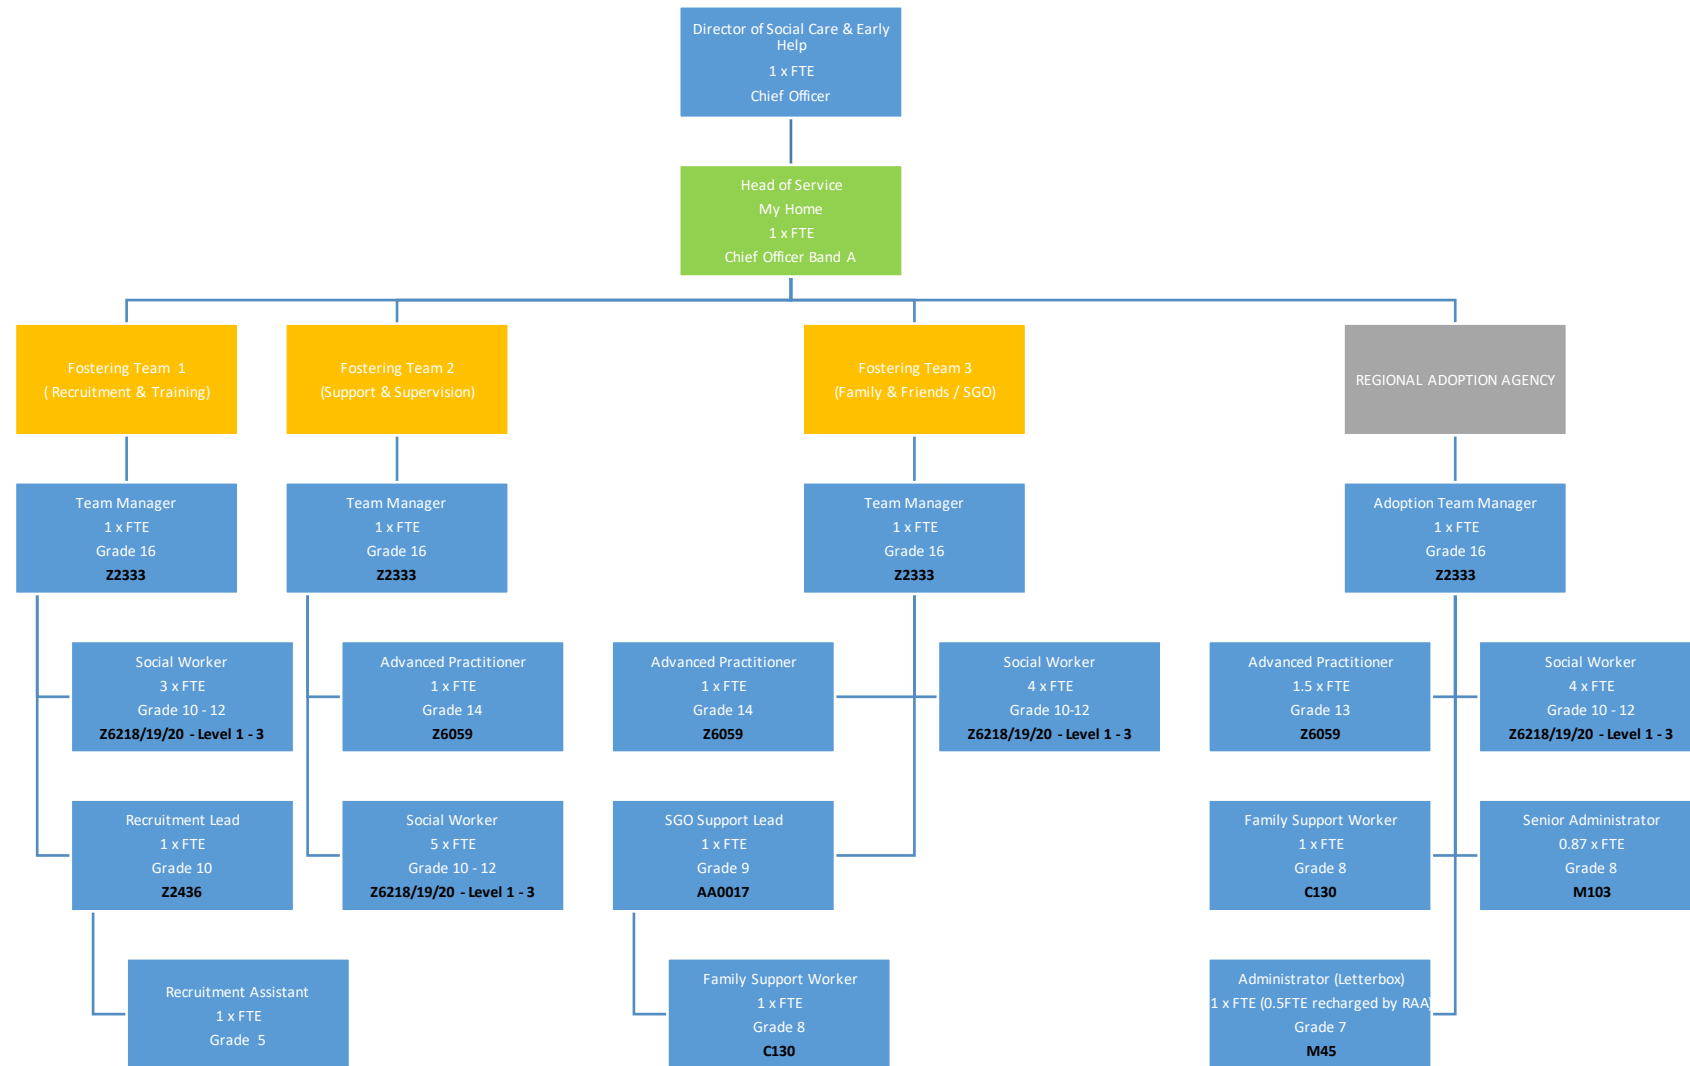 Director of Social Care & Early
Help
1 x FTE
Chief Officer
Head of Service
My Home
1 x FTE
Chief Officer Band A
Fostering Team 1
( Recruitment & Training)
Fostering Team 2
(Support & Supervision)
Fostering Team 3
(Family & Friends / SGO)
REGIONAL ADOPTION AGENCY
Team Manager
1 x FTE
Grade 16
Z2333
Team Manager
1 x FTE
Grade 16
Z2333
Team Manager
1 x FTE
Grade 16
Z2333
Adoption Team Manager
1 x FTE
Grade 16
Z2333
Social Worker
3 x FTE
Grade 10 - 12
Z6218/19/20 - Level 1 - 3
Advanced Practitioner
1 x FTE
Grade 14
Z6059
Advanced Practitioner
1 x FTE
Grade 14
Z6059
Social Worker
4 x FTE
Grade 10-12
Z6218/19/20 - Level 1 - 3
Advanced Practitioner
1.5 x FTE
Grade 13
Z6059
Social Worker
4 x FTE
Grade 10 - 12
Z6218/19/20 - Level 1 - 3
Recruitment Lead
1 x FTE
Grade 10
Z2436
Social Worker
5 x FTE
Grade 10 - 12
Z6218/19/20 - Level 1 - 3
SGO Support Lead
1 x FTE
Grade 9
AA0017
Family Support Worker
1 x FTE
Grade 8
C130
Senior Administrator
0.87 x FTE
Grade 8
M103
Recruitment Assistant
1 x FTE
Grade 5
Family Support Worker
1 x FTE
Grade 8
C130
Administrator (Letterbox)
1 x FTE (0.5FTE recharged by RAA)
Grade 7
M45